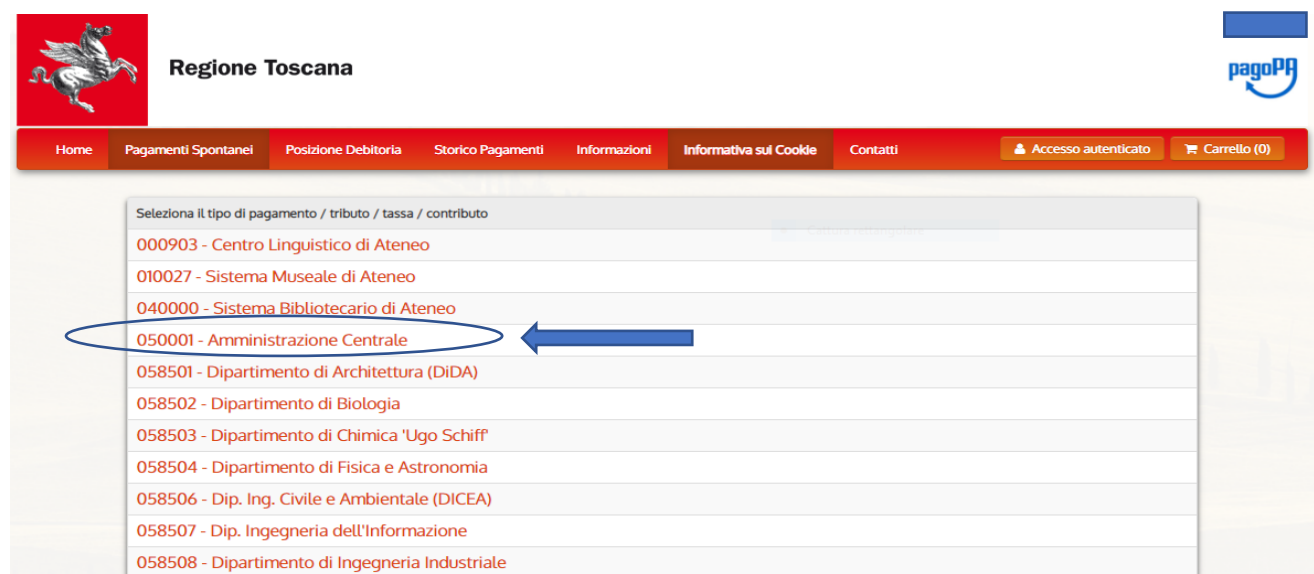 Regione Toscana
pagoPA
Home Pagamenti Spontanei Posizione Debitoria Storico Pagamenti Informazioni Informativa sui Cookie Contatti Accesso autenticato Carrello (0)
Seleziona il tipo di pagamento / tributo / tassa / contributo
000903 - Centro Linguistico di Ateneo
010027 - Sistema Museale di Ateneo
040000 - Sistema Bibliotecario di Ateneo
050001 - Amministrazione Centrale
058501 - Dipartimento di Architettura (DiDA)
058502 - Dipartimento di Biologia
058503 - Dipartimento di Chimica 'Ugo Schiff'
058504 - Dipartimento di Fisica e Astronomia
058506 - Dip. Ing. Civile e Ambientale (DICEA)
058507 - Dip. Ingegneria dell'Informazione
058508 - Dipartimento di Ingegneria Industriale